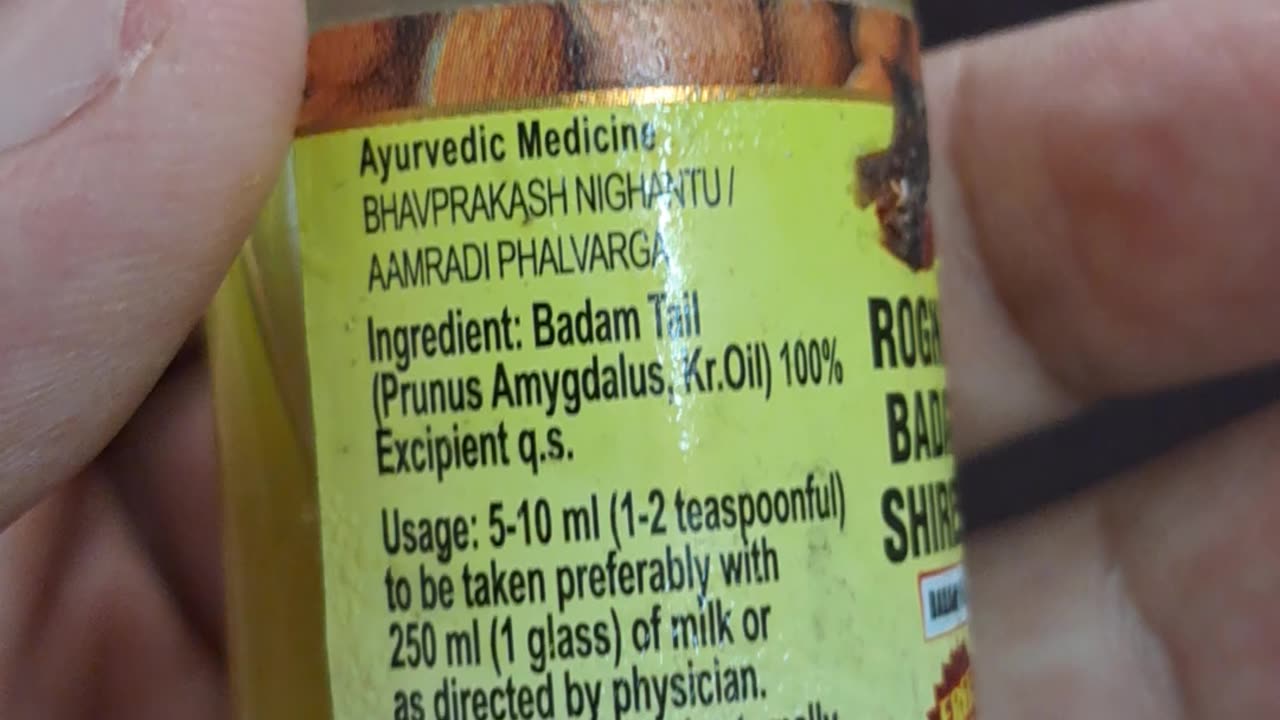 Ayurvedic Medicine
BHAVPRAKASH NIGHANTU /
AAMRADI PHALVARGA
Ingredient: Badam Tail
(Prunus Amygdalus, Kr.Oil) 100%
Excipient q.s.
Usage: 5-10 ml (1-2 teaspoonful)
to be taken preferably with
250 ml (1 glass) of milk or
as directed by physician.